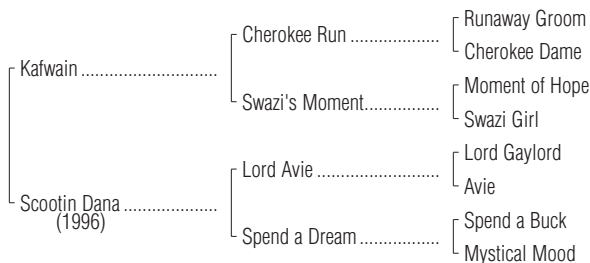 Runaway Groom
Cherokee Run ...................
Cherokee Dame
Kafwain .............................
Moment of Hope
Swazi's Moment................
Swazi Girl
Lord Gaylord
Lord Avie ..........................
Avie
Scootin Dana ....................
(1996)
Spend a Buck
Spend a Dream .................
Mystical Mood